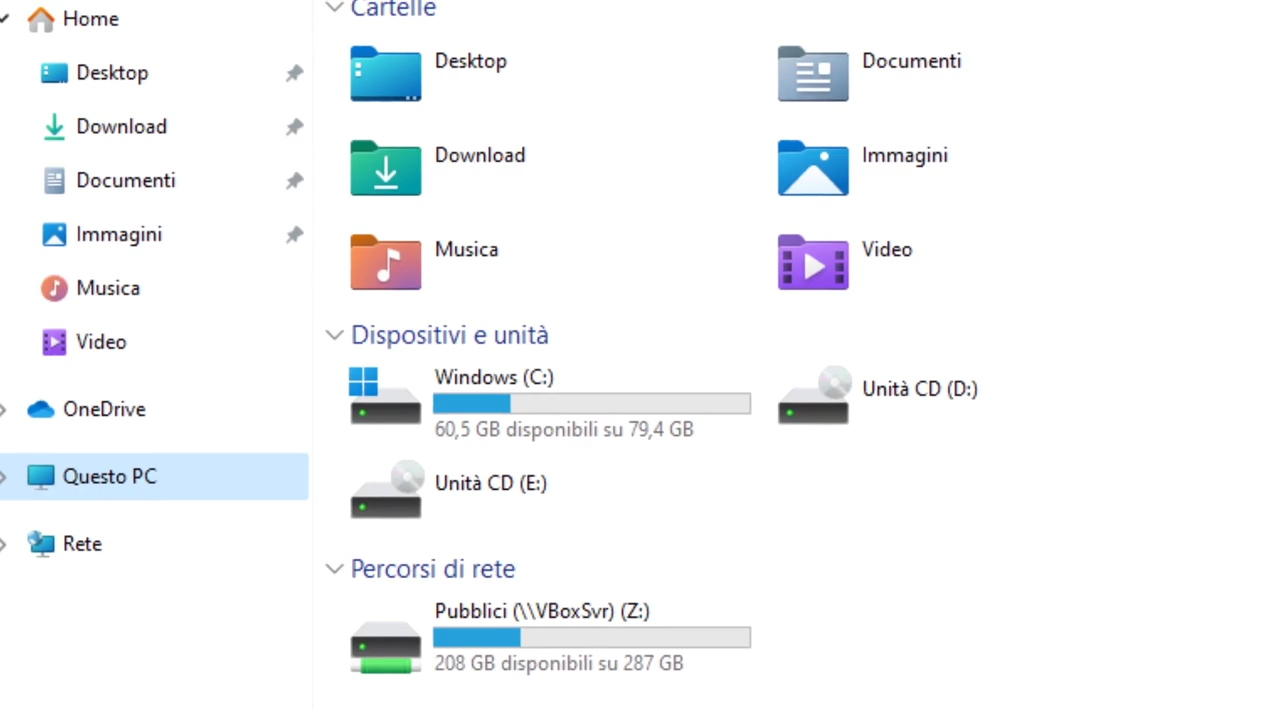 Home
Desktop
Download
Documenti
Immagini
Musica
Video
OneDrive
Questo PC
Rete
Cartelle
Desktop
Documenti
Download
Immagini
Musica
Video
Dispositivi e unità
Windows (C:)
60,5 GB disponibili su 79,4 GB
Unità CD (D:)
Unità CD (E:)
Percorsi di rete
Pubblici (\\VBoxSvr) (Z:)
208 GB disponibili su 287 GB